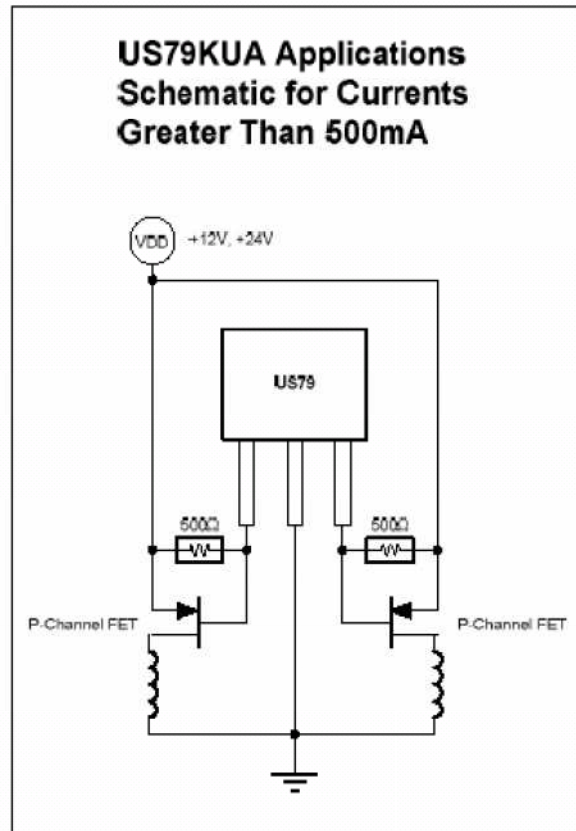 US79KUA Applications
Schematic for Currents
Greater Than 500mA
VDD
+12V, +24V
US79
500Ω
500Ω
P-Channel FET
P-Channel FET